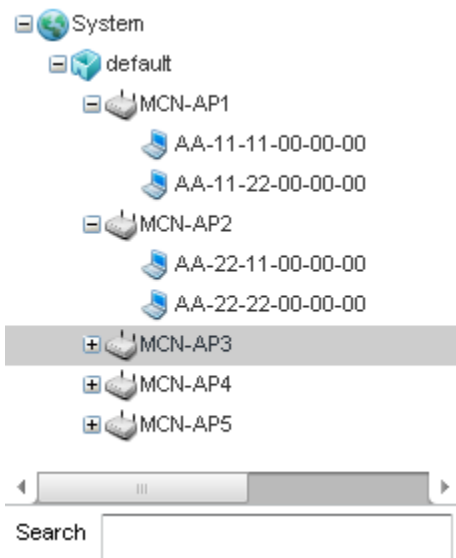 System
default
MCN-AP1
AA-11-11-00-00-00
AA-11-22-00-00-00
MCN-AP2
AA-22-11-00-00-00
AA-22-22-00-00-00
MCN-AP3
MCN-AP4
MCN-AP5
Search